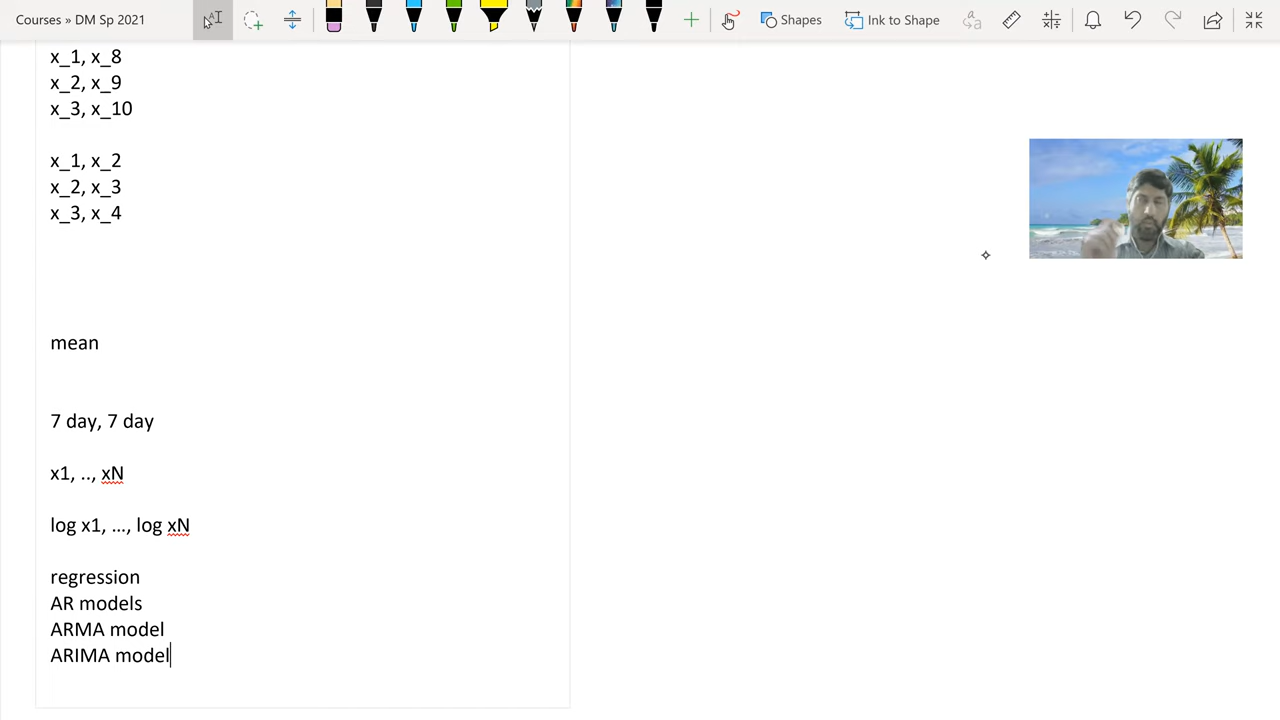 Courses » DM Sp 2021
Shapes
Ink to Shape
x_1, x_8
x_2, x_9
x_3, x_10
x_1, x_2
x_2, x_3
x_3, x_4
mean
7 day, 7 day
x1, .., xN
log x1, ..., log xN
regression
AR models
ARMA model
ARIMA model